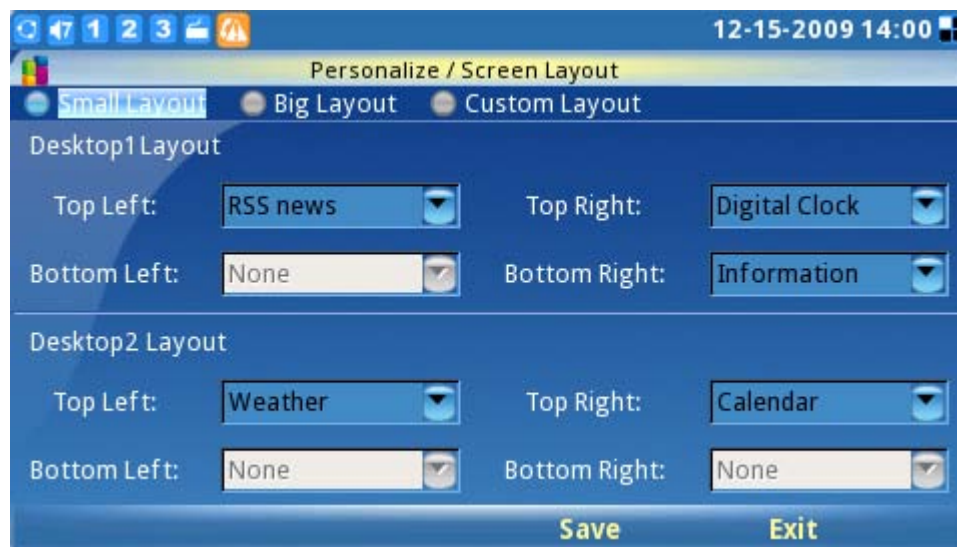 7 1 2 3 12-15-2009 14:00
Personalize / Screen Layout
Small Layout Big Layout Custom Layout
Desktop1 Layout
Top Left: RSS news Top Right: Digital Clock
Bottom Left: None Bottom Right: Information
Desktop2 Layout
Top Left: Weather Top Right: Calendar
Bottom Left: None Bottom Right: None
Save Exit